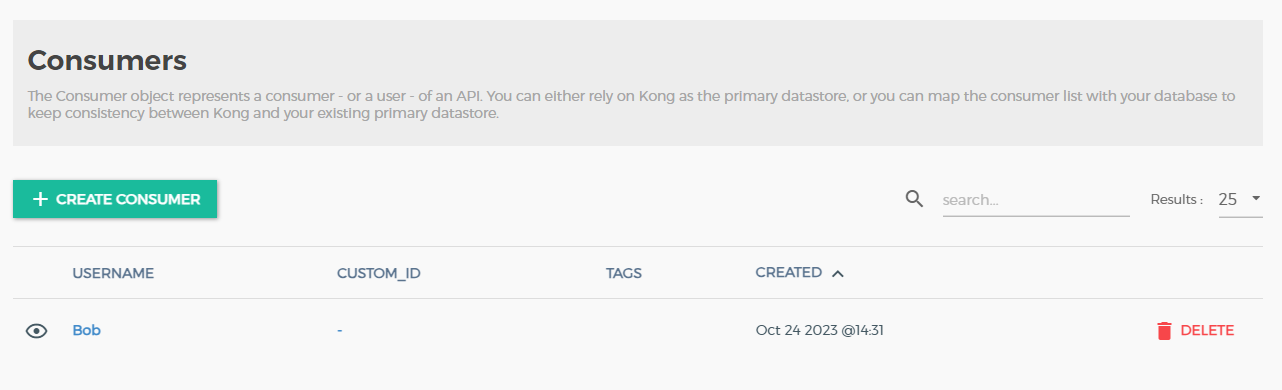 Consumers
The Consumer object represents a consumer - or a user - of an API. You can either rely on Kong as the primary datastore, or you can map the consumer list with your database to
keep consistency between Kong and your existing primary datastore.
+ CREATE CONSUMER search... Results : 25
USERNAME CUSTOM_ID TAGS CREATED
Bob - Oct 24 2023 @14:31 DELETE